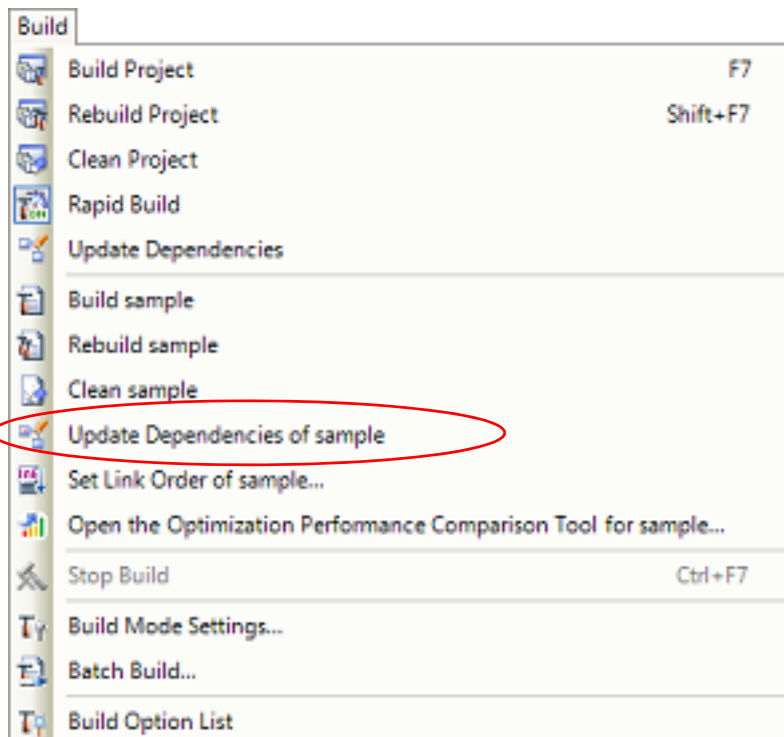 Build
Build Project F7
Rebuild Project Shift+F7
Clean Project
Rapid Build
Update Dependencies
Build sample
Rebuild sample
Clean sample
Update Dependencies of sample
Set Link Order of sample...
Open the Optimization Performance Comparison Tool for sample...
Stop Build Ctrl+F7
Build Mode Settings...
Batch Build...
Build Option List